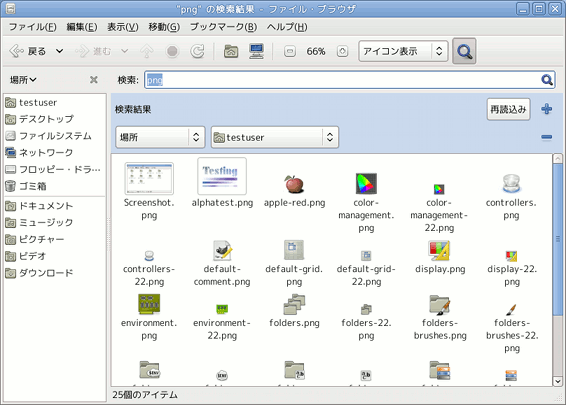 "png" の検索結果 - ファイル・ブラウザ
ファイル(F) 編集(E) 表示(V) 移動(G) ブックマーク(B) ヘルプ(H)
戻る 進む 66% アイコン表示
場所 検索: png
testuser
デスクトップ
ファイルシステム
ネットワーク
フロッピー・ドラ…
ゴミ箱
ドキュメント
ミュージック
ピクチャー
ビデオ
ダウンロード
検索結果 再読込み
場所 testuser
Testing
Screenshot.
png
alphatest.png
apple-red.png
color-
management.
png
color-
management-
22.png
controllers.
png
controllers-
22.png
default-
comment.png
default-grid.
png
default-grid-
22.png
display.png
display-22.
png
environment.
png
environment-
22.png
folders.png
folders-22.
png
folders-
brushes.png
folders-
brushes-22.
png
25個のアイテム